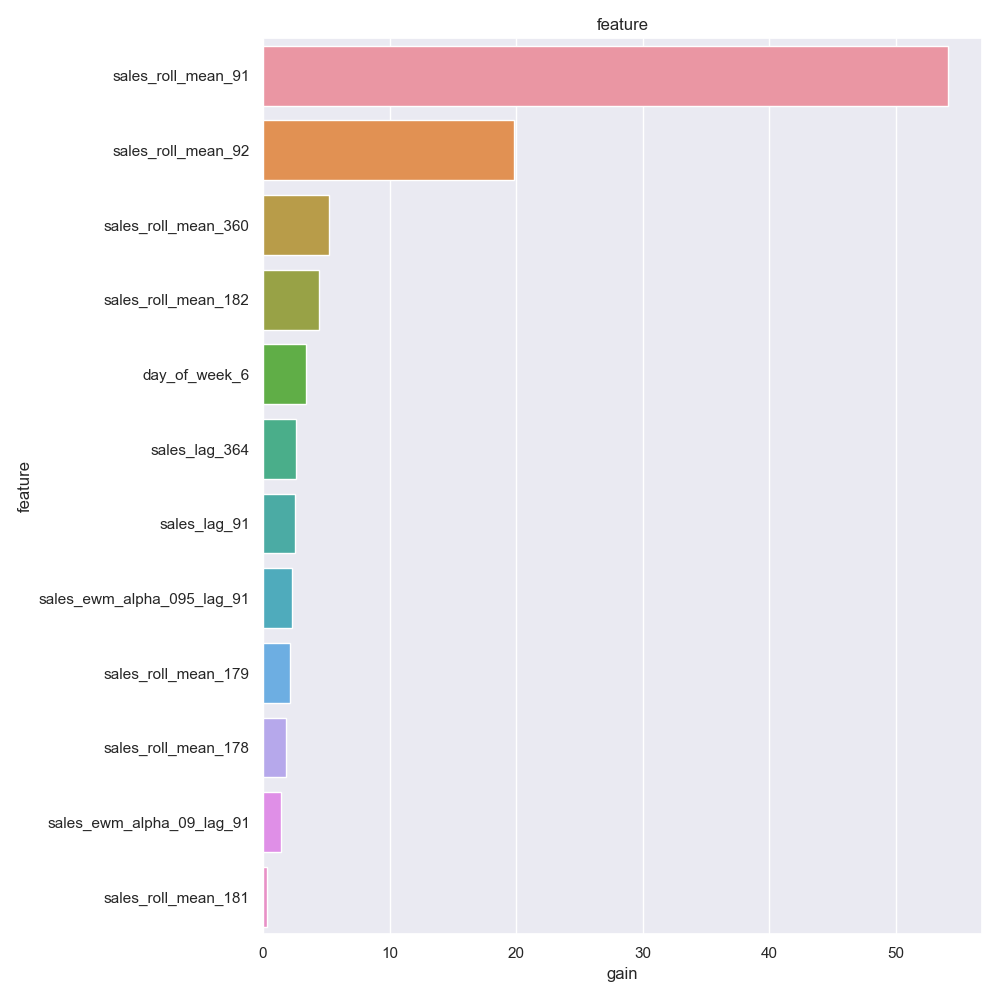 feature
sales_roll_mean_91
sales_roll_mean_92
sales_roll_mean_360
sales_roll_mean_182
day_of_week_6
sales_lag_364
sales_lag_91
sales_ewm_alpha_095_lag_91
sales_roll_mean_179
sales_roll_mean_178
sales_ewm_alpha_09_lag_91
sales_roll_mean_181
feature
0 10 20 30 40 50
gain